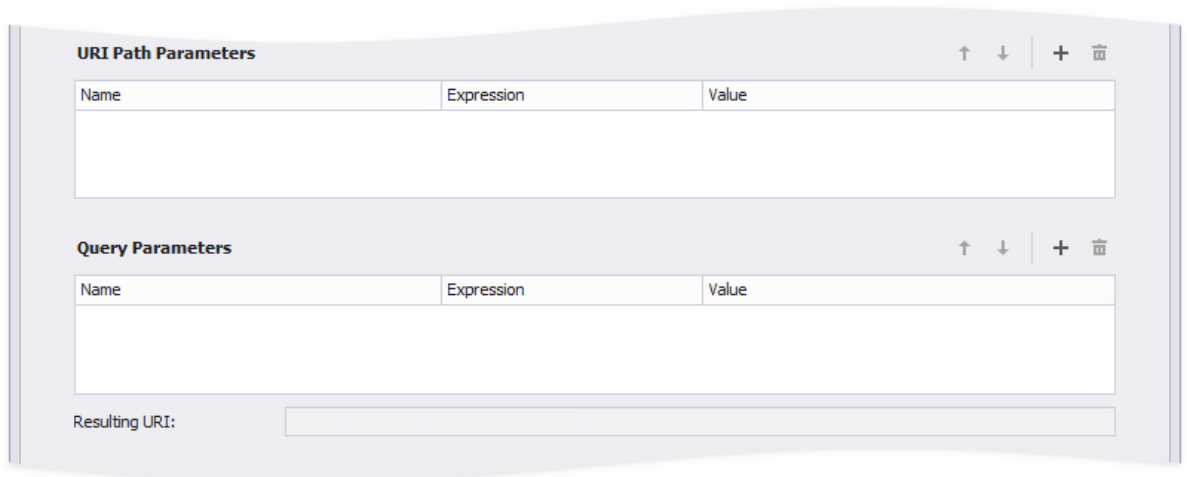 URI Path Parameters
Name Expression Value
Query Parameters
Name Expression Value
Resulting URI: